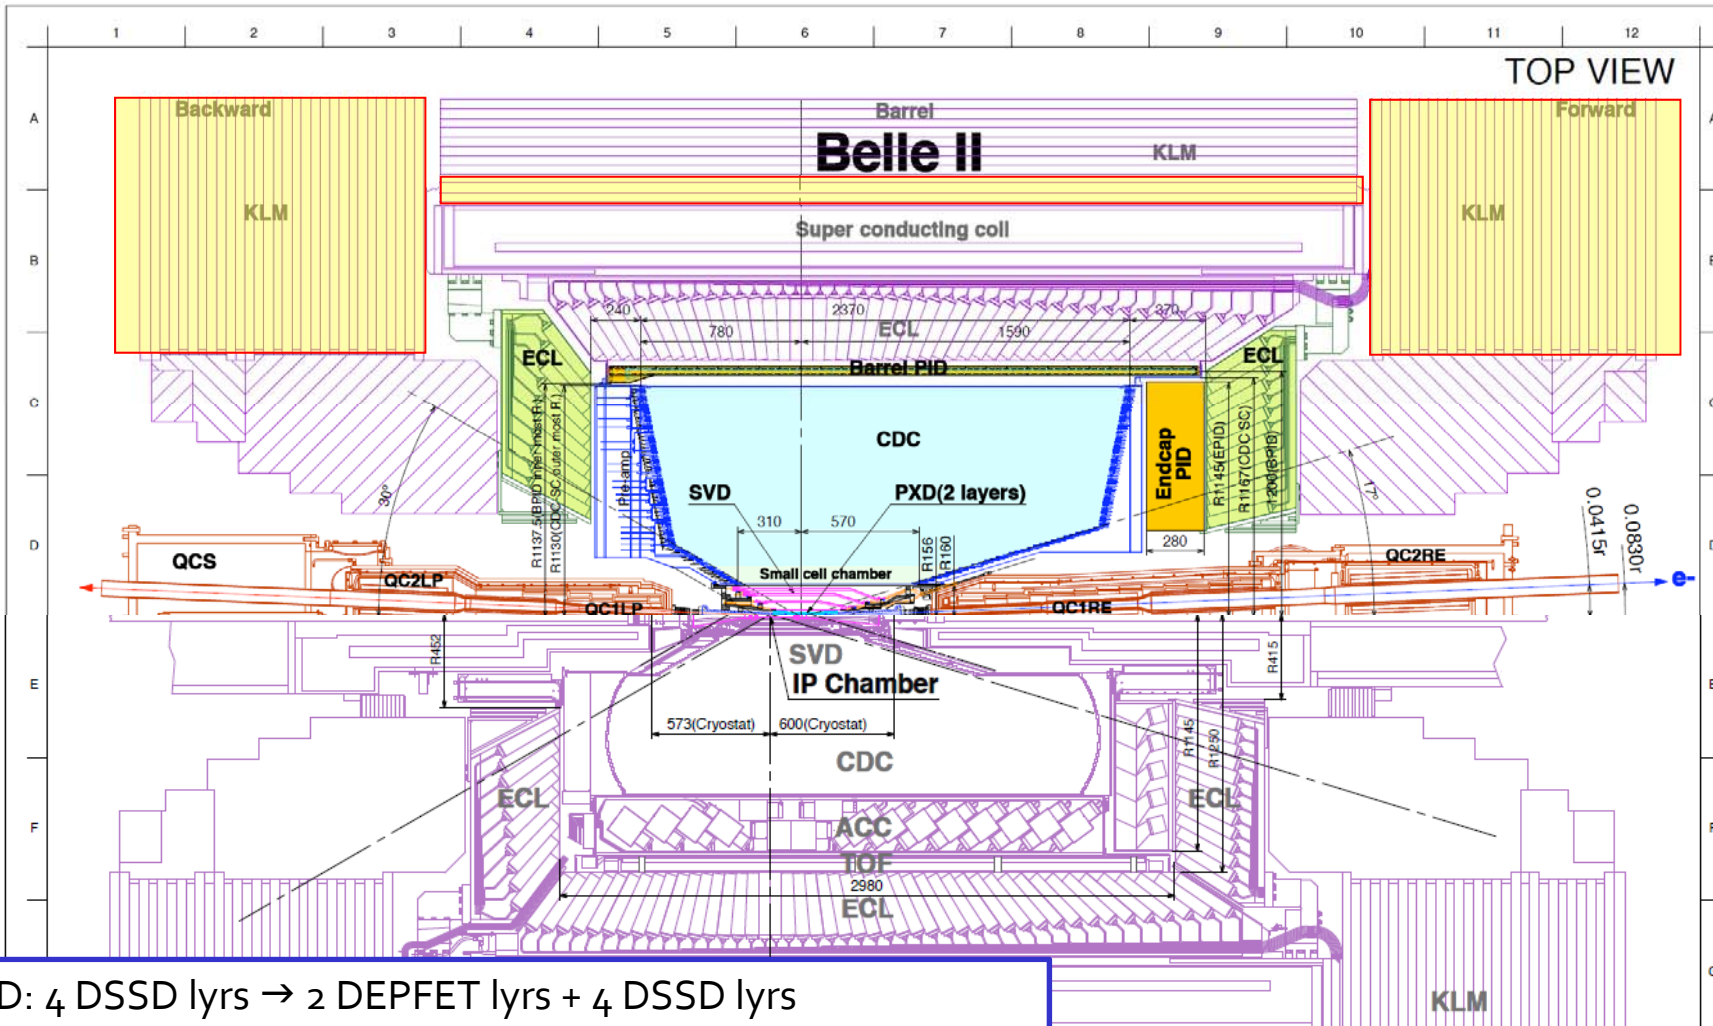 1 2 3 4 5 6 7 8 9 10 11 12
TOP VIEW
Backward
Barrel
Forward
A
A
Belle II
KLM
KLM
KLM
Super conducting coil
B
240
2370
370
780
ECL
1590
ECL
ECL
Barrel PID
C
CDC
Endcap
PID
Pre-amp
R1137.5(BPID inner most R.)
R1130(CDC-SC outer most R.)
R1145(EPID)
R1167(CDC SC)
1200(BPID)
30°
17°
SVD
PXD(2 layers)
310
570
R156
R160
280
0.0415r
0.0830r
D
QCS
QC2LP
QC2RE
Small cell chamber
e-
QC1LP
QC1RE
R452
R415
SVD
IP Chamber
E
573(Cryostat)
600(Cryostat)
R1145
R1250
CDC
ECL
ECL
F
ACC
TOF
2980
ECL
D: 4 DSSD lyrs → 2 DEPFET lyrs + 4 DSSD lyrs
KLM